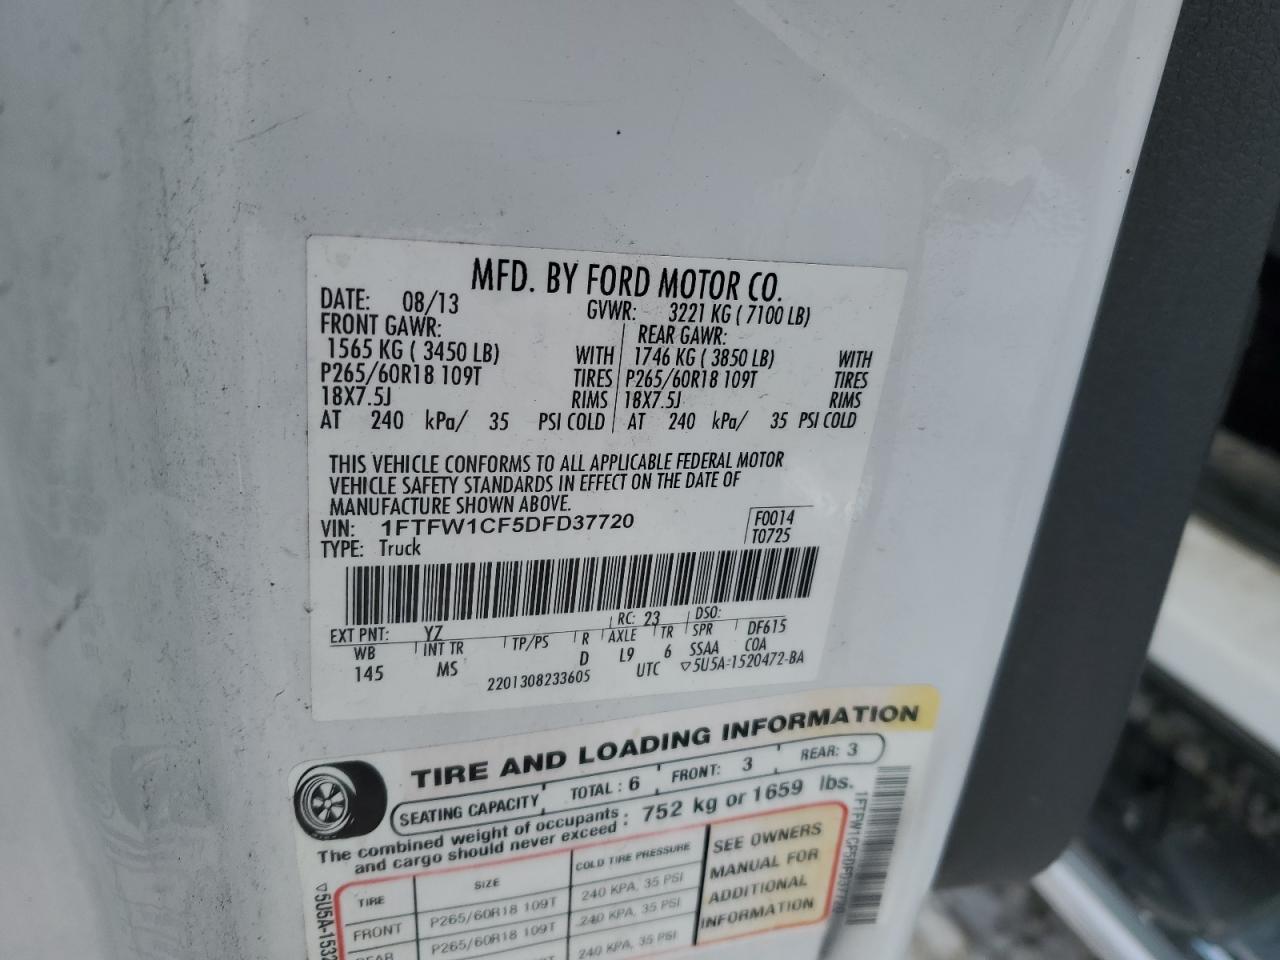 MFD. BY FORD MOTOR CO.
DATE: 08/13 GVWR: 3221 KG ( 7100 LB)
FRONT GAWR: REAR GAWR:
1565 KG ( 3450 LB) WITH 1746 KG ( 3850 LB) WITH
P265/60R18 109T TIRES P265/60R18 109T TIRES
18X7.5J RIMS 18X7.5J RIMS
AT 240 kPa/ 35 PSI COLD AT 240 kPa/ 35 PSI COLD
THIS VEHICLE CONFORMS TO ALL APPLICABLE FEDERAL MOTOR
VEHICLE SAFETY STANDARDS IN EFFECT ON THE DATE OF
MANUFACTURE SHOWN ABOVE.
VIN: 1FTFW1CF5DFD37720 F0014
TYPE: Truck T0725
EXT PNT: YZ RC: 23 DSO:
WB INT TR TP/PS R AXLE TR SPR DF615
145 MS D L9 6 SSAA COA
2201308233605 UTC ▽5U5A-1520472-BA
TIRE AND LOADING INFORMATION
SEATING CAPACITY TOTAL : 6 FRONT: 3 REAR: 3
The combined weight of occupants and cargo should never exceed : 752 kg or 1659 lbs.
TIRE SIZE COLD TIRE PRESSURE
FRONT P265/60R18 109T 240 KPA, 35 PSI
REAR P265/60R18 109T 240 KPA, 35 PSI
240 KPA, 35 PSI
SEE OWNERS
MANUAL FOR
ADDITIONAL
INFORMATION
1FTFW1CF5DFD37720